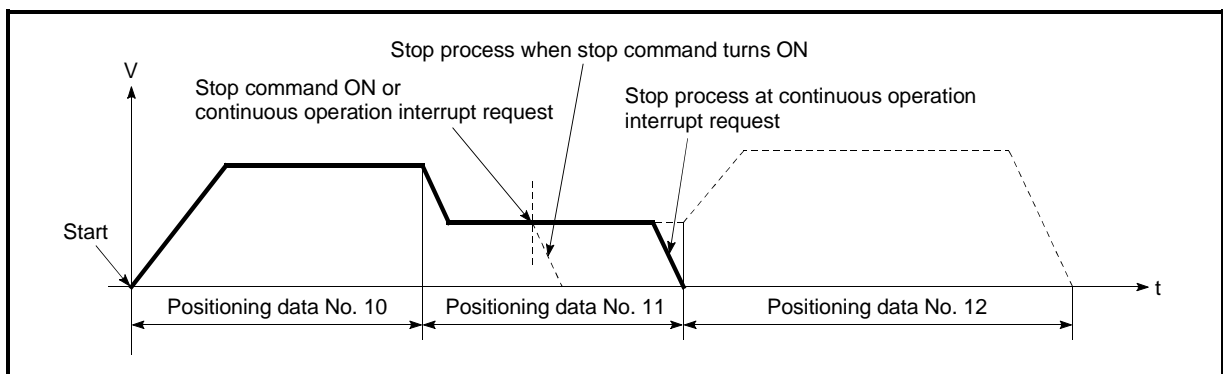 Stop process when stop command turns ON
V
Stop command ON or
continuous operation interrupt request
Stop process at continuous operation
interrupt request
Start
t
Positioning data No. 10
Positioning data No. 11
Positioning data No. 12